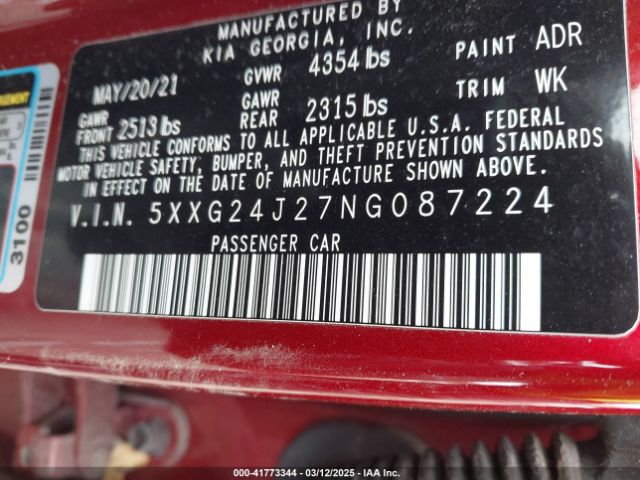 MANUFACTURED BY
KIA GEORGIA, INC.
MAY/20/21
GVWR 4354 lbs
PAINT ADR
GAWR FRONT 2513 lbs
GAWR REAR 2315 lbs
TRIM WK
THIS VEHICLE CONFORMS TO ALL APPLICABLE U.S.A. FEDERAL
MOTOR VEHICLE SAFETY, BUMPER, AND THEFT PREVENTION STANDARDS
IN EFFECT ON THE DATE OF MANUFACTURE SHOWN ABOVE.
V.I.N. 5XXG24J27NG087224
PASSENGER CAR
3100
00-41773344 | 03/12/2025 | IAA Inc.